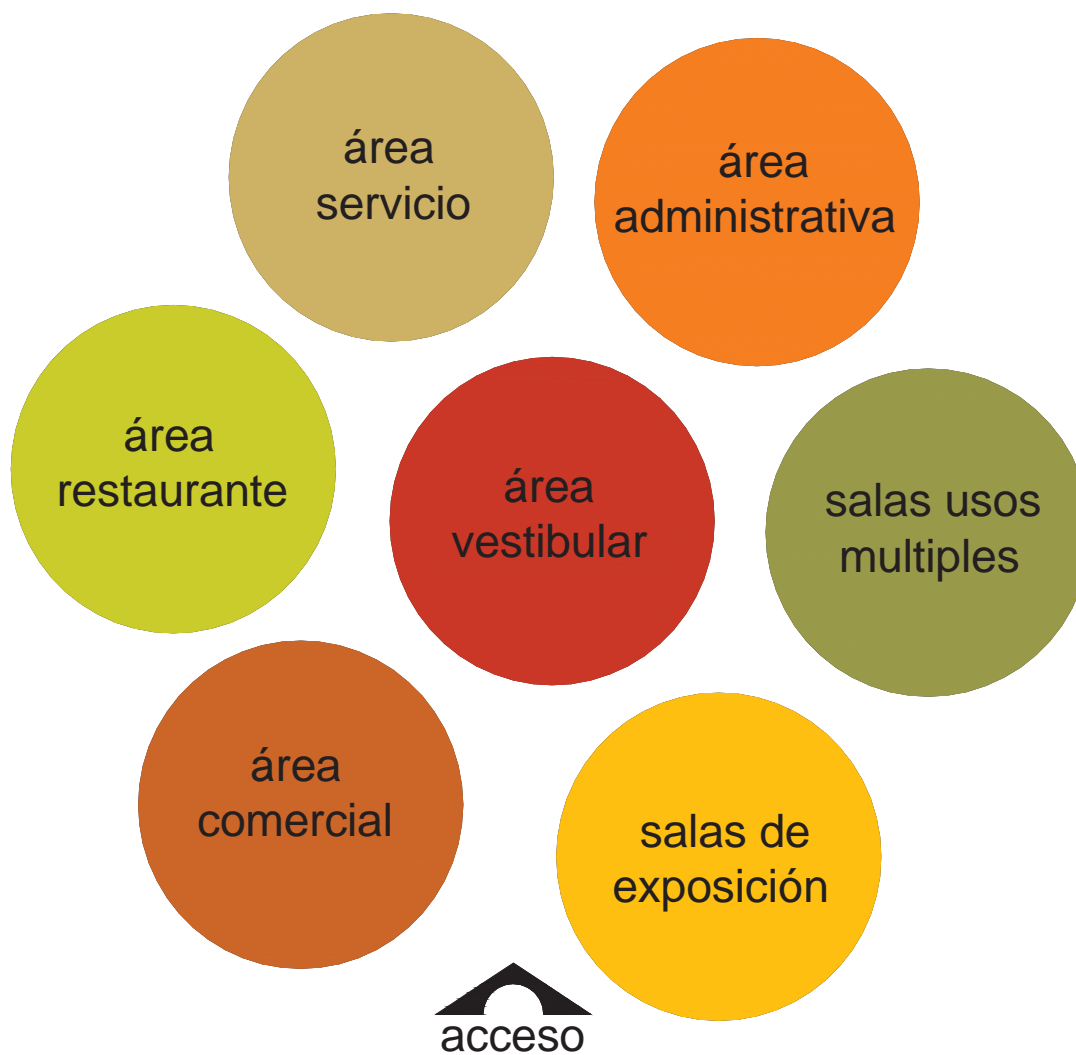 área
servicio
área
administrativa
área
restaurante
área
vestibular
salas usos
multiples
área
comercial
salas de
exposición
acceso